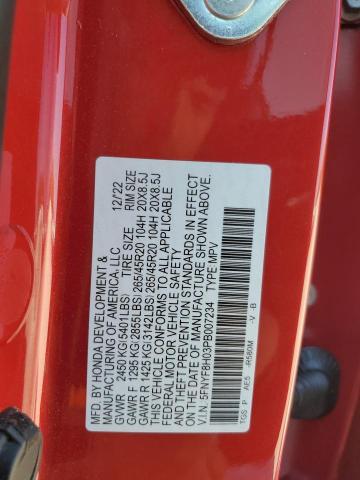 MFD. BY HONDA DEVELOPMENT &
MANUFACTURING OF AMERICA, LLC. 12/22
GVWR 2450 KG(5401LBS) TIRE SIZE RIM SIZE
GAWR F 1295 KG(2855LBS)265/45R20 104H 20X8.5J
GAWR R 1425 KG(3142LBS)265/45R20 104H 20X8.5J
THIS VEHICLE CONFORMS TO ALL APPLICABLE
FEDERAL MOTOR VEHICLE SAFETY
AND THEFT PREVENTION STANDARDS IN EFFECT
ON THE DATE OF MANUFACTURE SHOWN ABOVE.
V.I.N.:5FNYF8H03PB007234 TYPE:MPV
TGS P AE5 -R580M -V -B